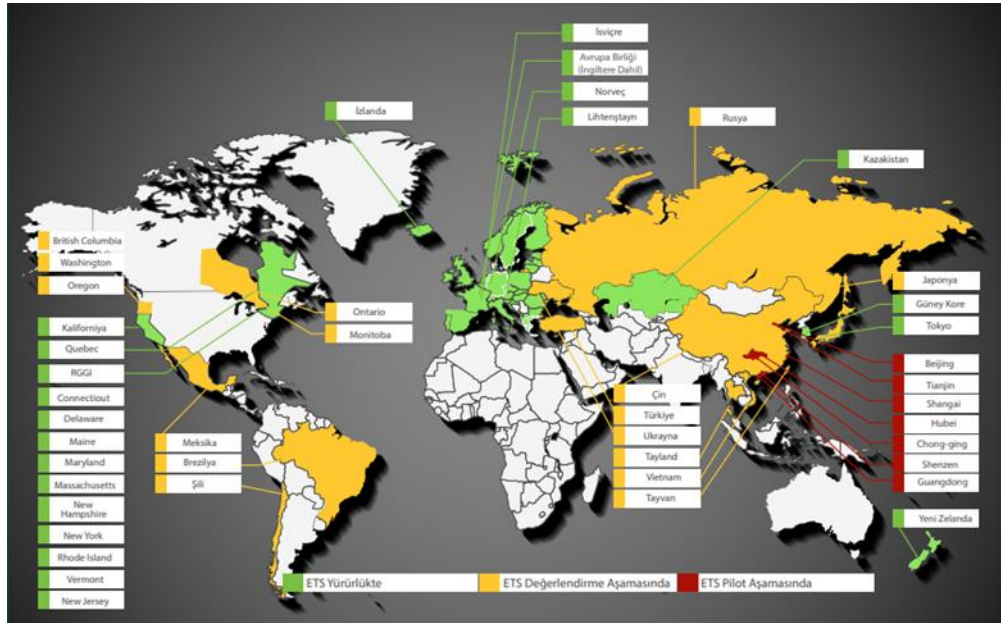 İsviçre
Avrupa Birliği
(İngiltere Dahil)
Norveç
Lihtenştayn
İzlanda
Rusya
Kazakistan
British Columbia
Washington
Oregon
Ontario
Monitoba
Kaliforniya
Quebec
RGGI
Connectiout
Delaware
Maine
Maryland
Massachusetts
New
Hampshire
New York
Rhode Island
Vermont
New Jersey
Meksika
Brezilya
Şili
Çin
Türkiye
Ukrayna
Tayland
Vietnam
Tayvan
Japonya
Güney Kore
Tokyo
Beijing
Tianjin
Shangai
Hubei
Chong-ging
Shenzen
Guangdong
Yeni Zelanda
ETS Yürürlükte
ETS Değerlendirme Aşamasında
ETS Pilot Aşamasında